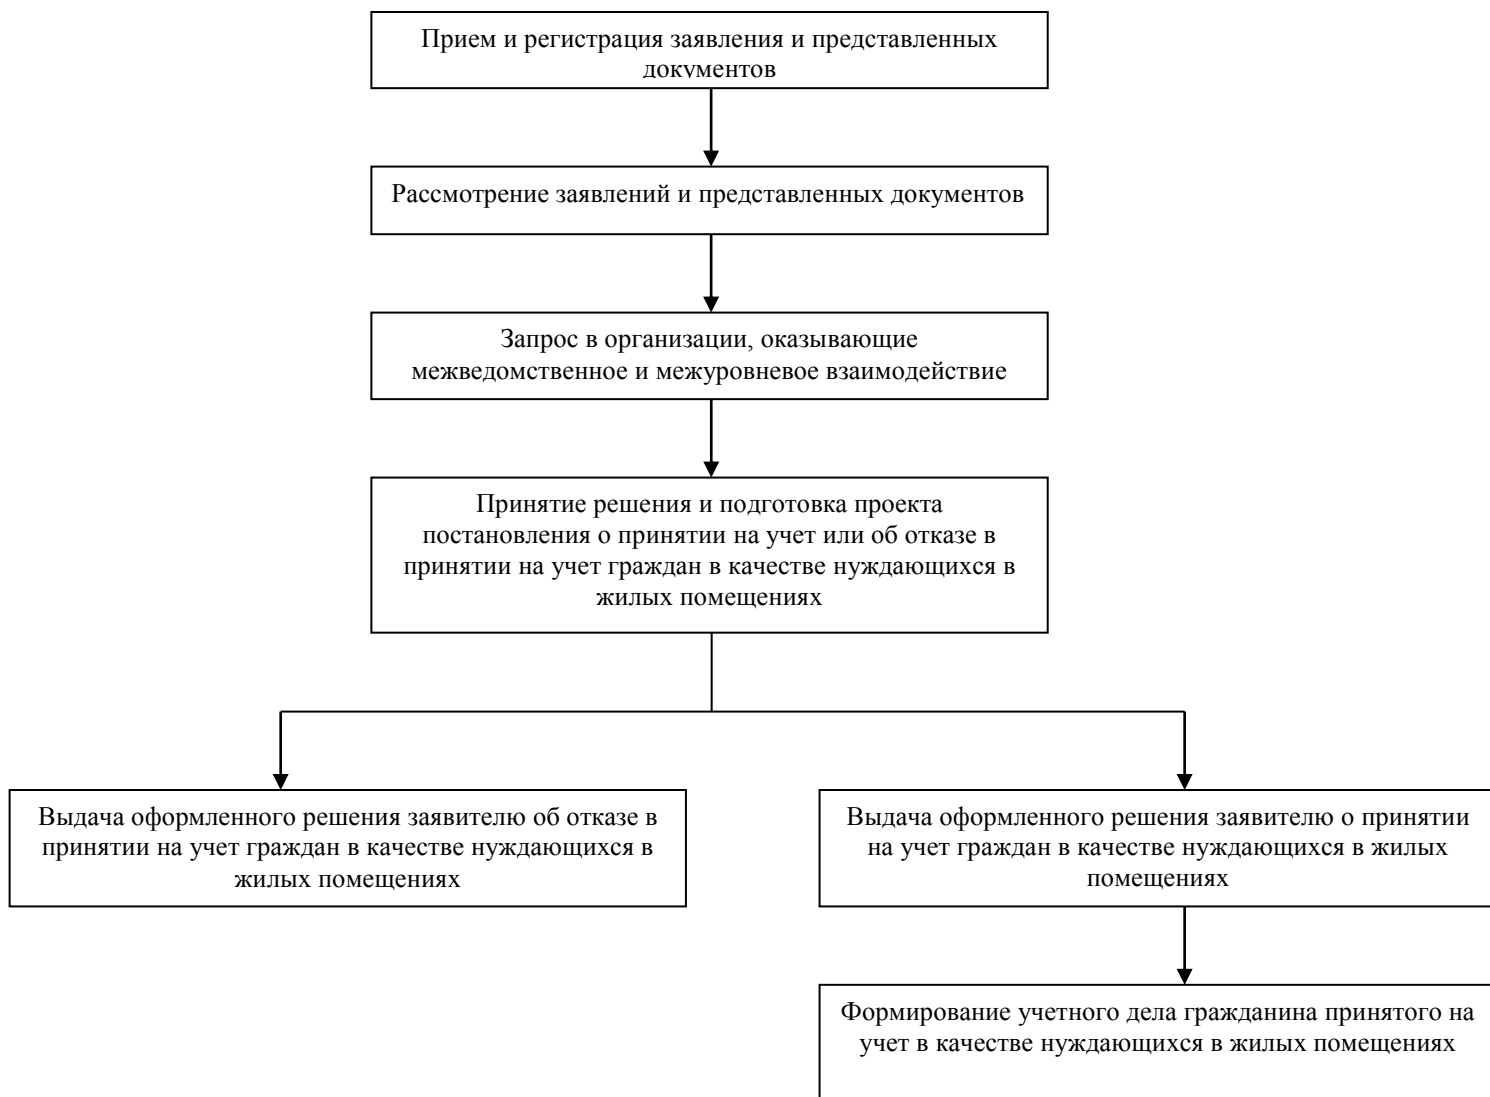 Прием и регистрация заявления и представленных
документов
Рассмотрение заявлений и представленных документов
Запрос в организации, оказывающие
межведомственное и межуровневое взаимодействие
Принятие решения и подготовка проекта
постановления о принятии на учет или об отказе в
принятии на учет граждан в качестве нуждающихся в
жилых помещениях
Выдача оформленного решения заявителю об отказе в
принятии на учет граждан в качестве нуждающихся в
жилых помещениях
Выдача оформленного решения заявителю о принятии
на учет граждан в качестве нуждающихся в жилых
помещениях
Формирование учетного дела гражданина принятого на
учет в качестве нуждающихся в жилых помещениях